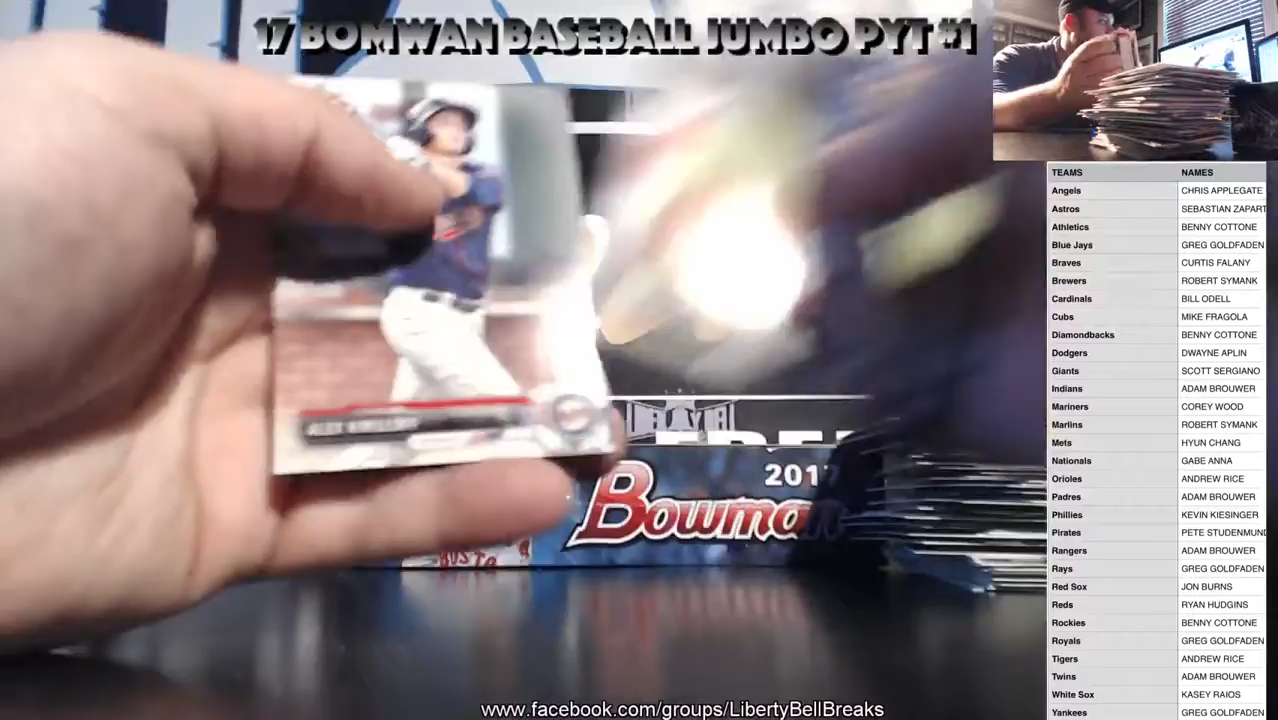 17 BOMWAN BASEBALL JUMBO PYT #1
2017
Bowman
TEAMS NAMES
Angels CHRIS APPLEGATE
Astros SEBASTIAN ZAPART
Athletics BENNY COTTONE
Blue Jays GREG GOLDFADEN
Braves CURTIS FALANY
Brewers ROBERT SYMANK
Cardinals BILL ODELL
Cubs MIKE FRAGOLA
Diamondbacks BENNY COTTONE
Dodgers DWAYNE APLIN
Giants SCOTT SERGIANO
Indians ADAM BROUWER
Mariners COREY WOOD
Marlins ROBERT SYMANK
Mets HYUN CHANG
Nationals GABE ANNA
Orioles ANDREW RICE
Padres ADAM BROUWER
Phillies KEVIN KIESINGER
Pirates PETE STUDENMUND
Rangers ADAM BROUWER
Rays GREG GOLDFADEN
Red Sox JON BURNS
Reds RYAN HUDGINS
Rockies BENNY COTTONE
Royals GREG GOLDFADEN
Tigers ANDREW RICE
Twins ADAM BROUWER
White Sox KASEY RAIOS
Yankees GREG GOLDFADEN
www.facebook.com/groups/LibertyBellBreaks